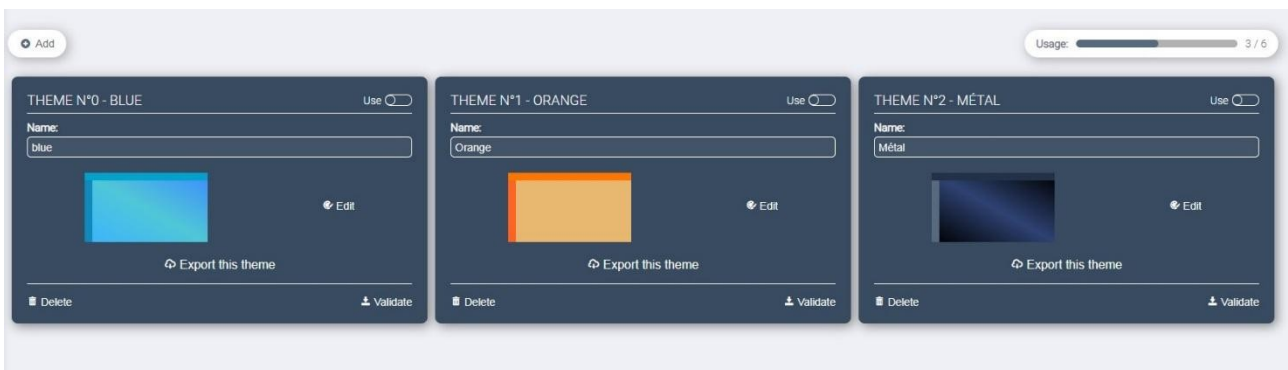 Add
Usage: 3 / 6
THEME N°0 - BLUE
Use
Name:
blue
Edit
Export this theme
Delete
Validate
THEME N°1 - ORANGE
Use
Name:
Orange
Edit
Export this theme
Delete
Validate
THEME N°2 - MÉTAL
Use
Name:
Métal
Edit
Export this theme
Delete
Validate